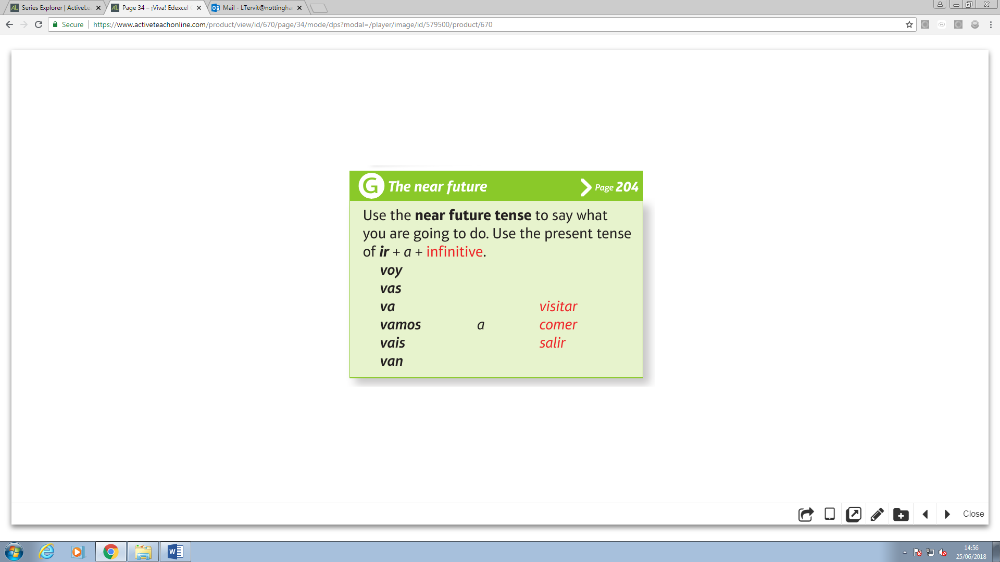 Series Explorer | ActiveLe
Page 34 – ¡Viva! Edexcel
Mail - LTervit@nottingha
Secure
https://www.activeteachonline.com/product/view/id/670/page/34/mode/dps?modal=/player/image/id/579500/product/670
G The near future Page 204
Use the near future tense to say what
you are going to do. Use the present tense
of ir + a + infinitive.
voy
vas
va visitar
vamos a comer
vais salir
van
Close
14:56
25/06/2018